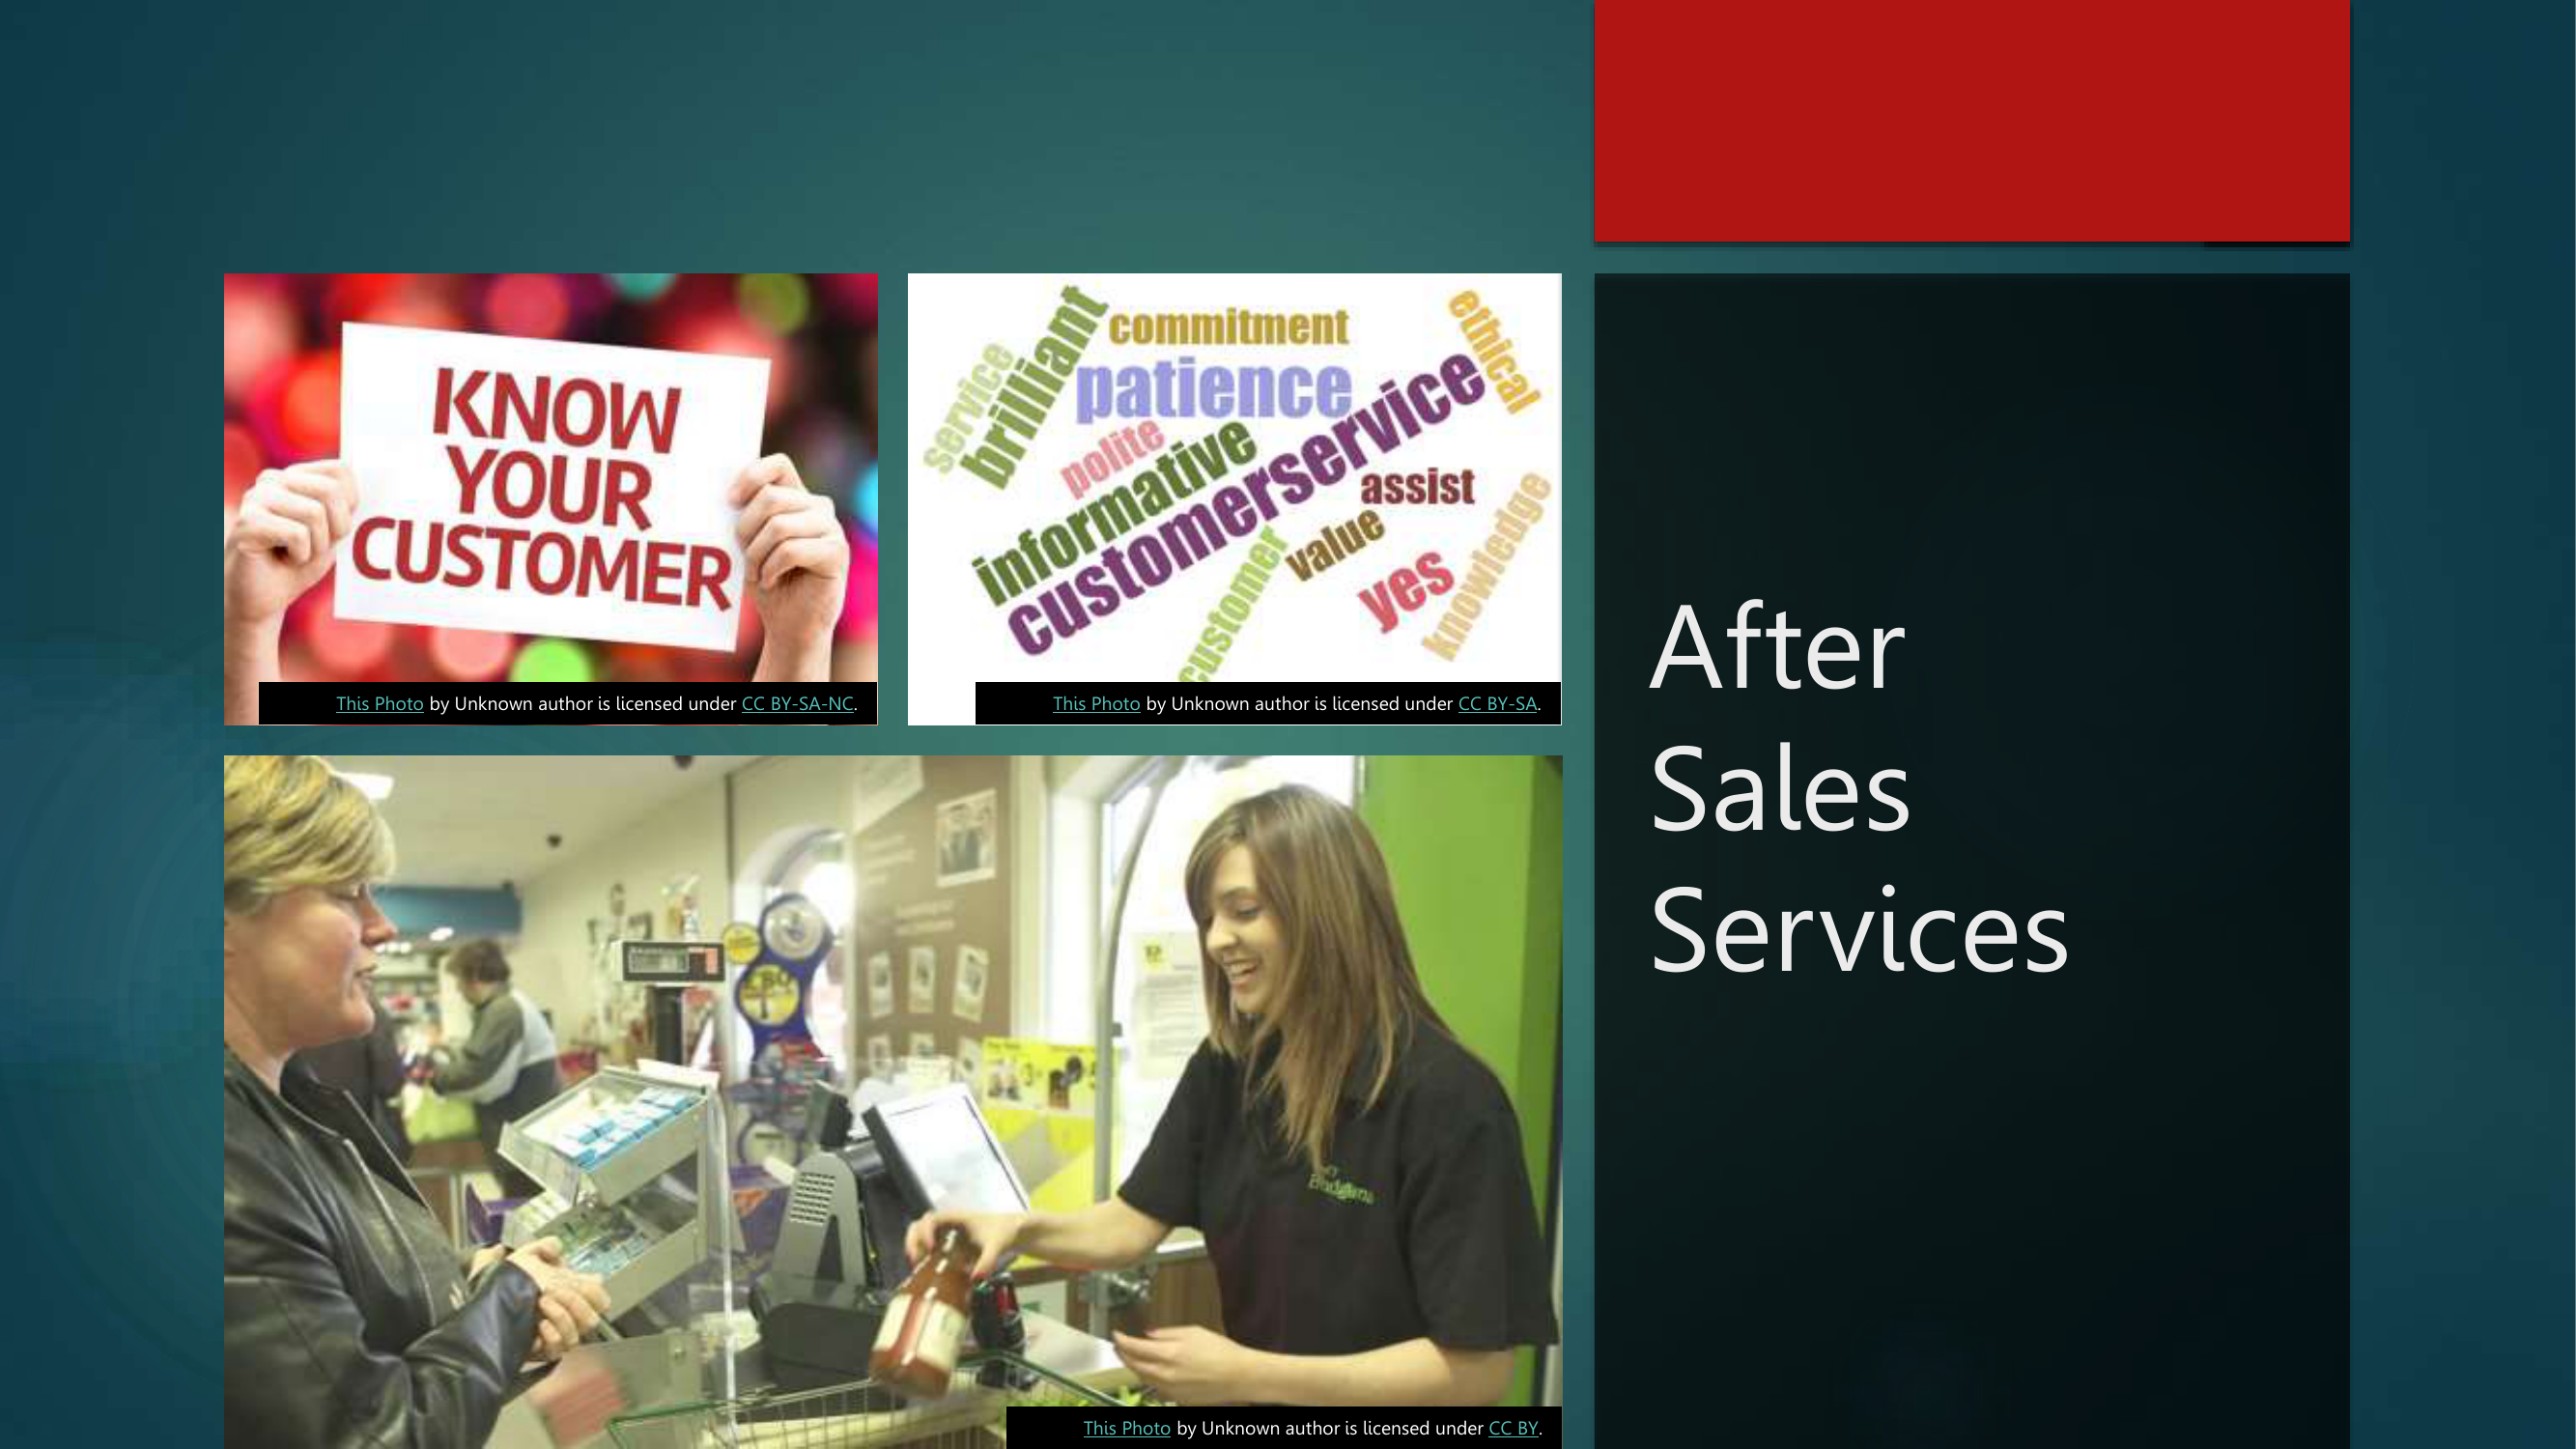 KNOW
YOUR
CUSTOMER
This Photo by Unknown author is licensed under CC BY-SA-NC.
service
brilliant
commitment
patience
ethical
polite
informative
customerservice
assist
value
customer
yes
knowledge
This Photo by Unknown author is licensed under CC BY-SA.
After
Sales
Services
This Photo by Unknown author is licensed under CC BY.